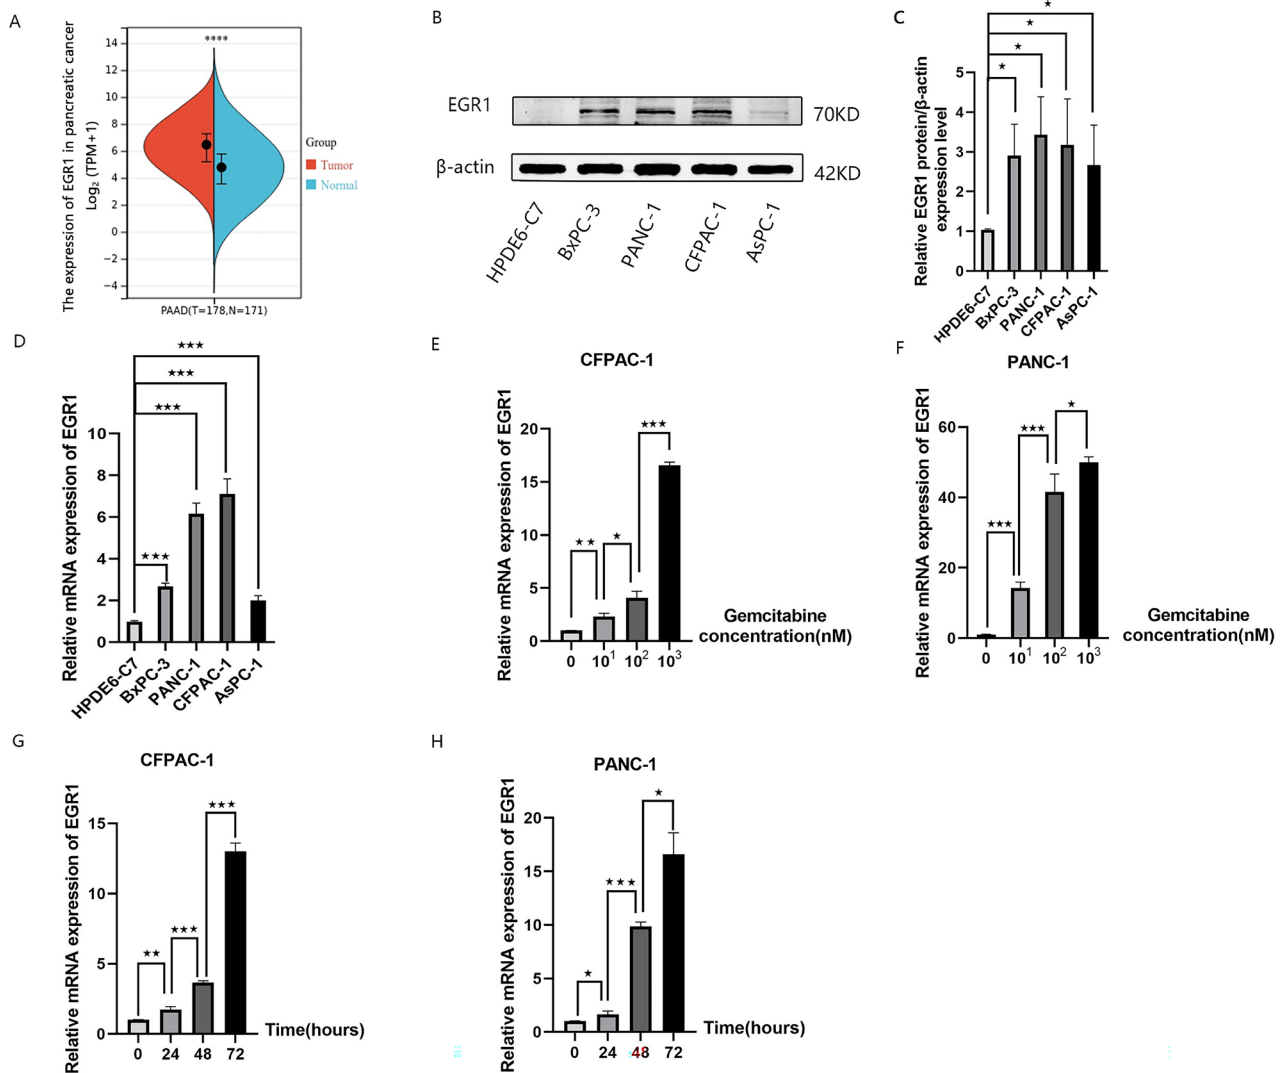 A
The expression of EGR1 in pancreatic cancer
Log2 (TPM+1)
14
12
10
8
6
4
2
0
−2
−4
****
PAAD(T=178,N=171)
Group
Tumor
Normal
B
EGR1
70KD
β-actin
42KD
HPDE6-C7
BxPC-3
PANC-1
CFPAC-1
AsPC-1
C
Relative EGR1 protein/β-actin
expression level
★
★
★
★
5
4
3
2
1
0
HPDE6-C7
BxPC-3
PANC-1
CFPAC-1
AsPC-1
D
Relative mRNA expression of EGR1
★★★
★★★
★★★
★★★
10
8
6
4
2
0
HPDE6-C7
BxPC-3
PANC-1
CFPAC-1
AsPC-1
E
CFPAC-1
Relative mRNA expression of EGR1
20
15
10
5
0
★★
★
★★★
0 10¹ 10² 10³
Gemcitabine
concentration(nM)
F
PANC-1
Relative mRNA expression of EGR1
60
40
20
0
★★★
★★★
★
0 10¹ 10² 10³
Gemcitabine
concentration(nM)
G
CFPAC-1
Relative mRNA expression of EGR1
15
10
5
0
★★
★★★
★★★
0 24 48 72
Time(hours)
H
PANC-1
Relative mRNA expression of EGR1
20
15
10
5
0
★
★★★
★
0 24 48 72
Time(hours)